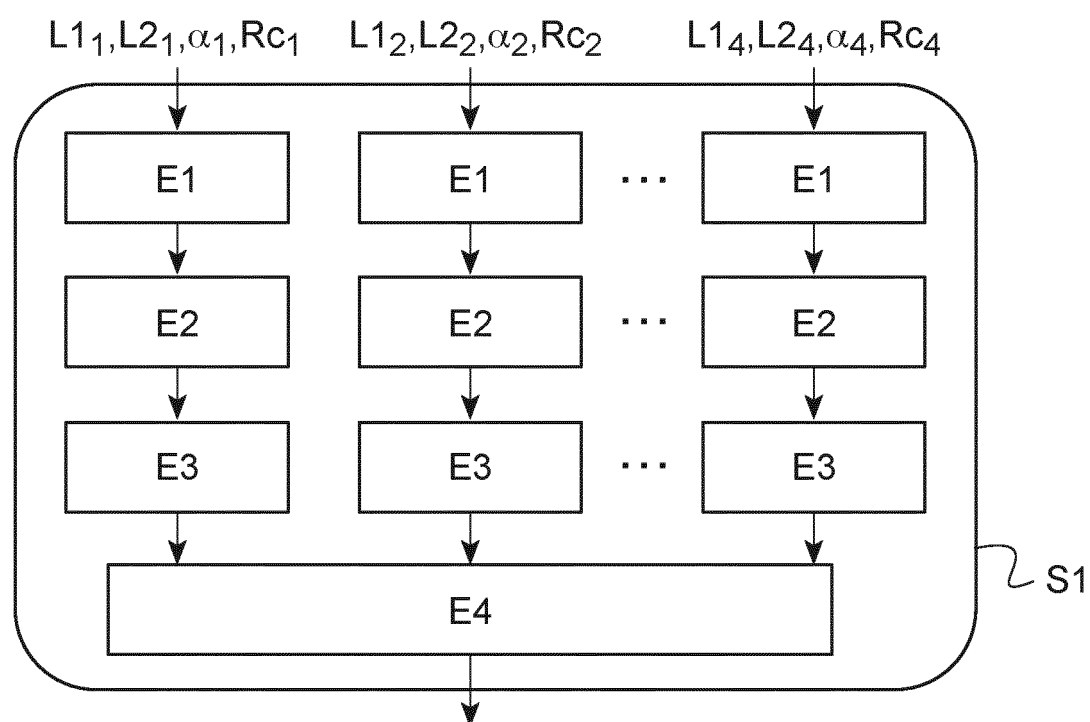 L1₁,L2₁,α₁,Rc₁ L1₂,L2₂,α₂,Rc₂ L1₄,L2₄,α₄,Rc₄
E1 E1 ... E1
E2 E2 ... E2
E3 E3 ... E3
E4
S1